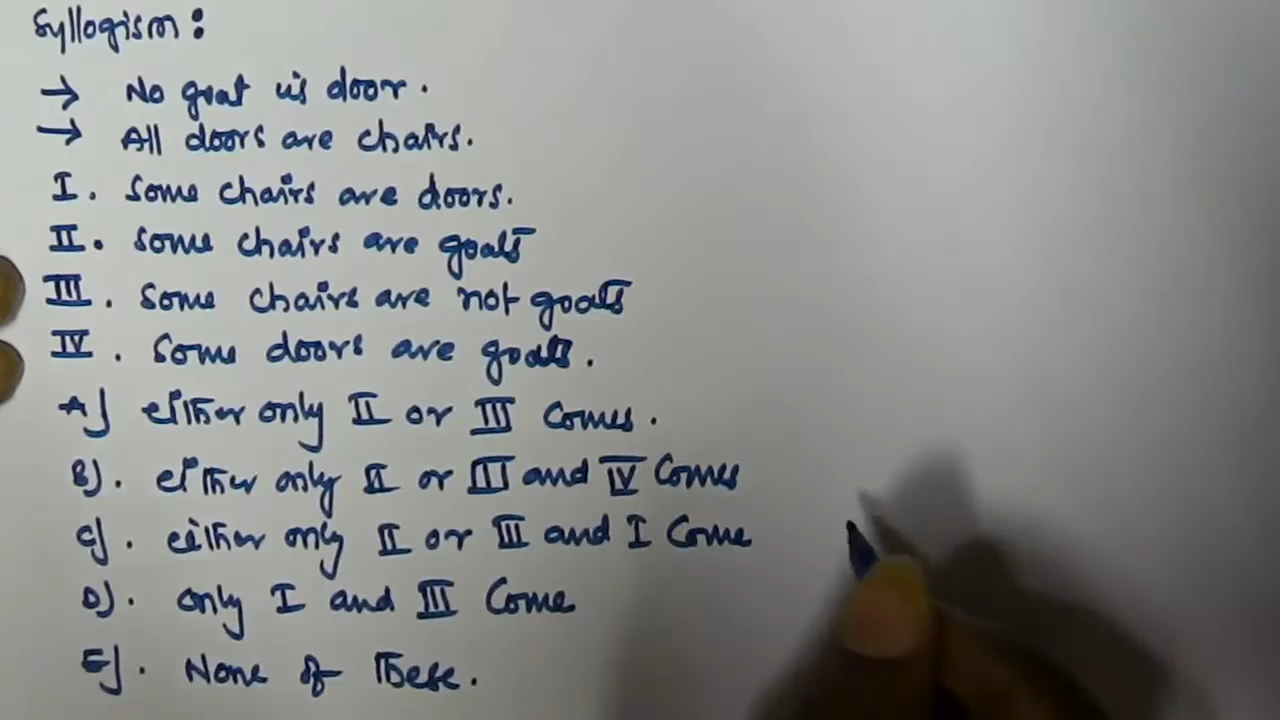 Syllogism :
→ No goat is door.
→ All doors are chairs.
I. Some chairs are doors.
II. Some chairs are goats
III. Some chairs are not goats
IV. Some doors are goats.
A) either only II or III comes.
B). either only II or III and IV Comes
C). either only II or III and I Come
D). only I and III Come
E). None of these.